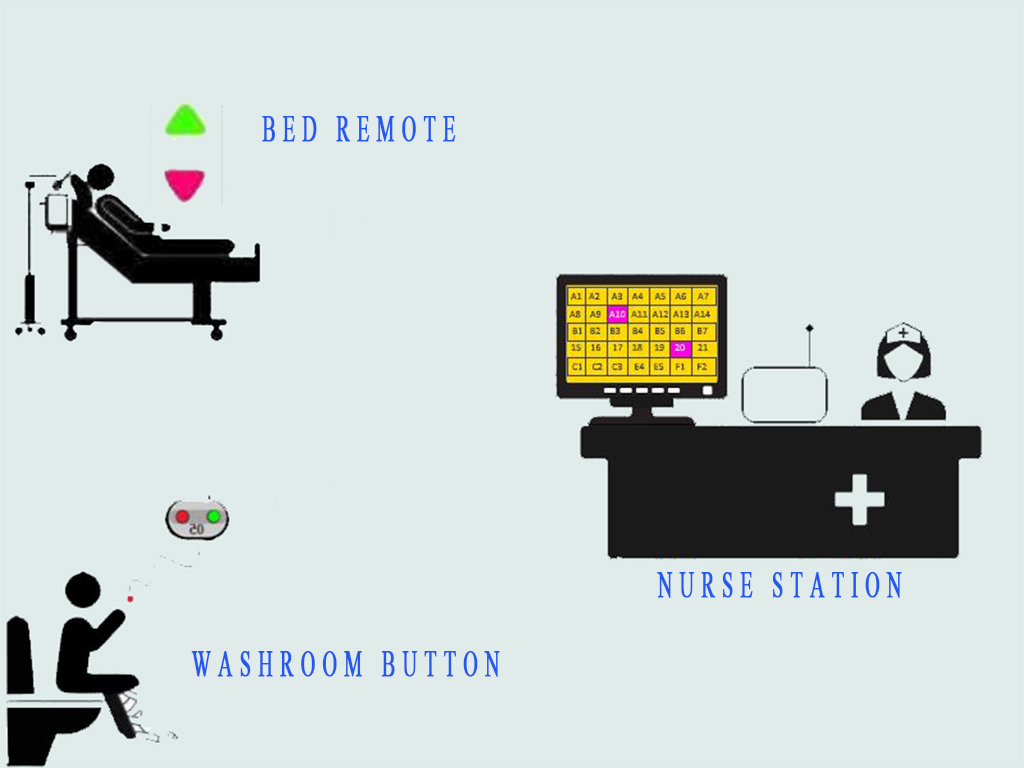 BED REMOTE
A1 A2 A3 A4 A5 A6 A7
A8 A9 A10 A11 A12 A13 A14
B1 B2 B3 B4 B5 B6 B7
15 16 17 18 19 20 21
C1 C2 C3 E4 E5 F1 F2
20
NURSE STATION
WASHROOM BUTTON